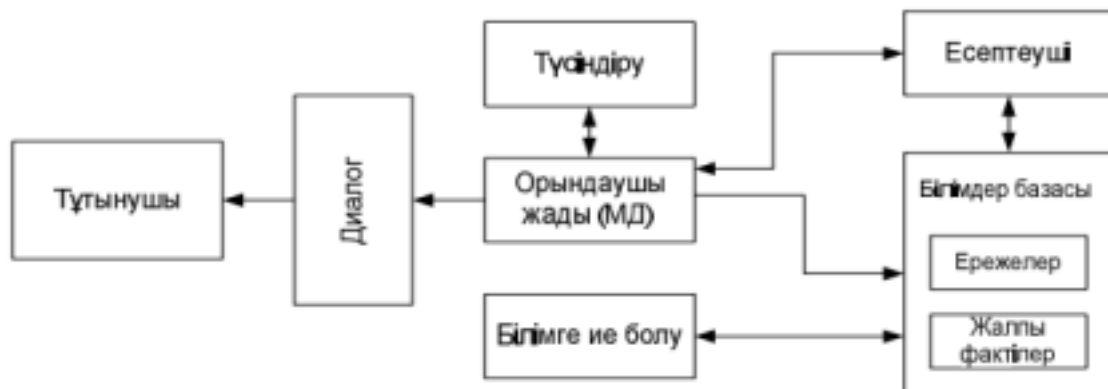 Түсіндіру
Есептеуші
Тұтынушы
Диалог
Орындаушы
жады (МД)
Білімдер базасы
Ережелер
Жалпы
фактілер
Білімге ие болу